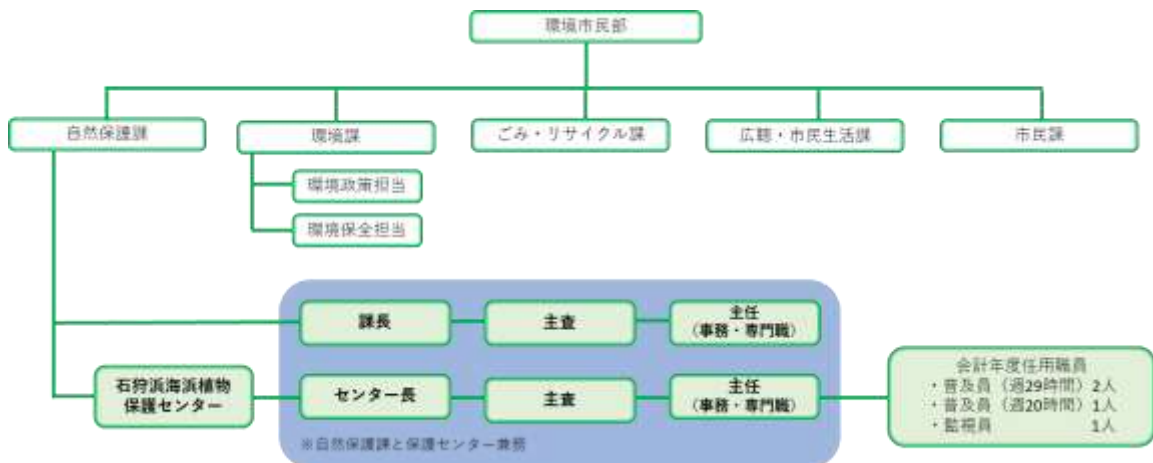 環境市民部
自然保護課
環境課
ごみ・リサイクル課
広聴・市民生活課
市民課
環境政策担当
環境保全担当
課長
主査
主任
（事務・専門職）
石狩浜海浜植物
保護センター
センター長
主査
主任
（事務・専門職）
会計年度任用職員
・普及員（週29時間）2人
・普及員（週20時間）1人
・監視員 1人
※自然保護課と保護センター兼務